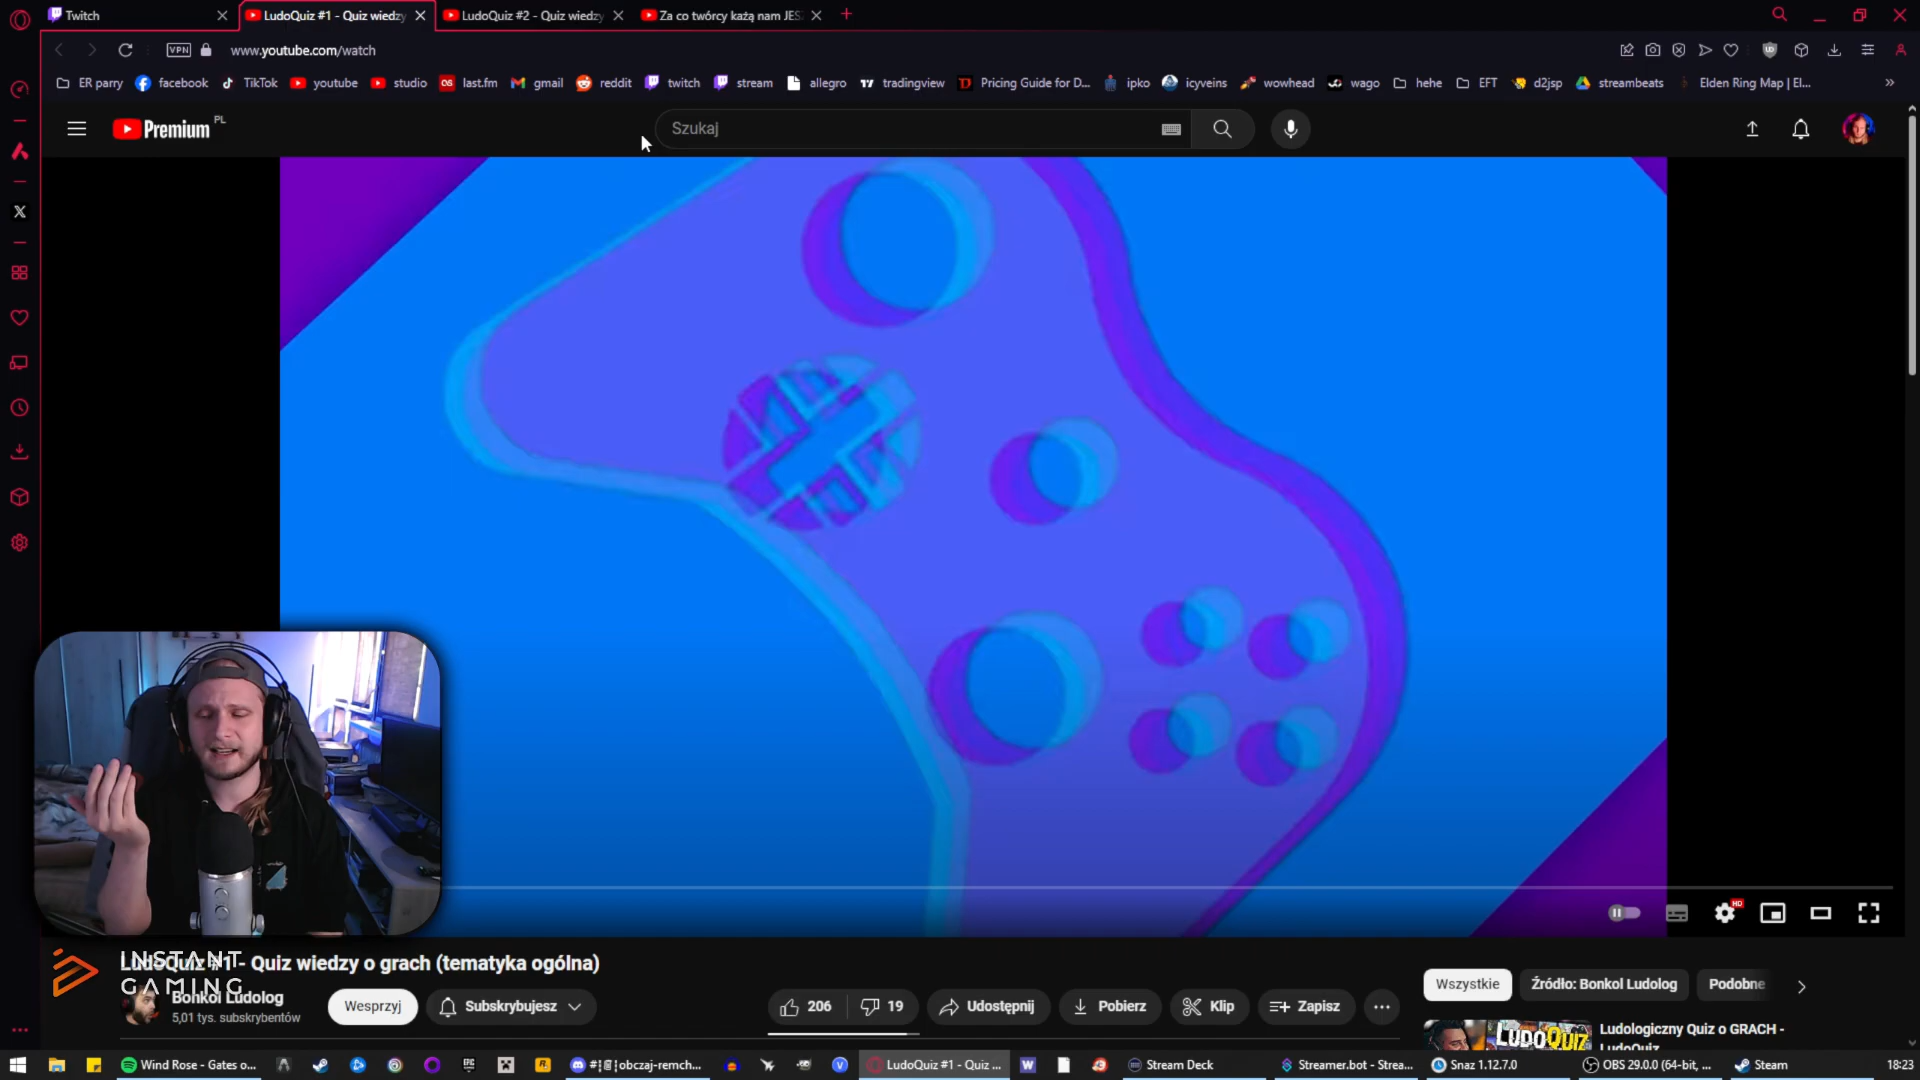 Twitch
LudoQuiz #1 - Quiz wiedzy
LudoQuiz #2 - Quiz wiedzy
Za co twórcy każą nam JES
VPN
www.youtube.com/watch
ER parry
facebook
TikTok
youtube
studio
last.fm
gmail
reddit
twitch
stream
allegro
tradingview
Pricing Guide for D...
ipko
icyveins
wowhead
wago
hehe
EFT
d2jsp
streambeats
Elden Ring Map | El...
Premium PL
Szukaj
HD
INSTANT
GAMING
LudoQuiz #1 - Quiz wiedzy o grach (tematyka ogólna)
Bonkol Ludolog
5,01 tys. subskrybentów
Wesprzyj
Subskrybujesz
206
19
Udostępnij
Pobierz
Klip
Zapisz
Wszystkie
Źródło: Bonkol Ludolog
Podobne
LUDOQUIZ
Ludologiczny Quiz o GRACH -
LudoQuiz
Wind Rose - Gates o...
#¦@¦obczaj-remch...
LudoQuiz #1 - Quiz ...
Stream Deck
Streamer.bot - Strea...
Snaz 1.12.7.0
OBS 29.0.0 (64-bit, ...
Steam
18:23